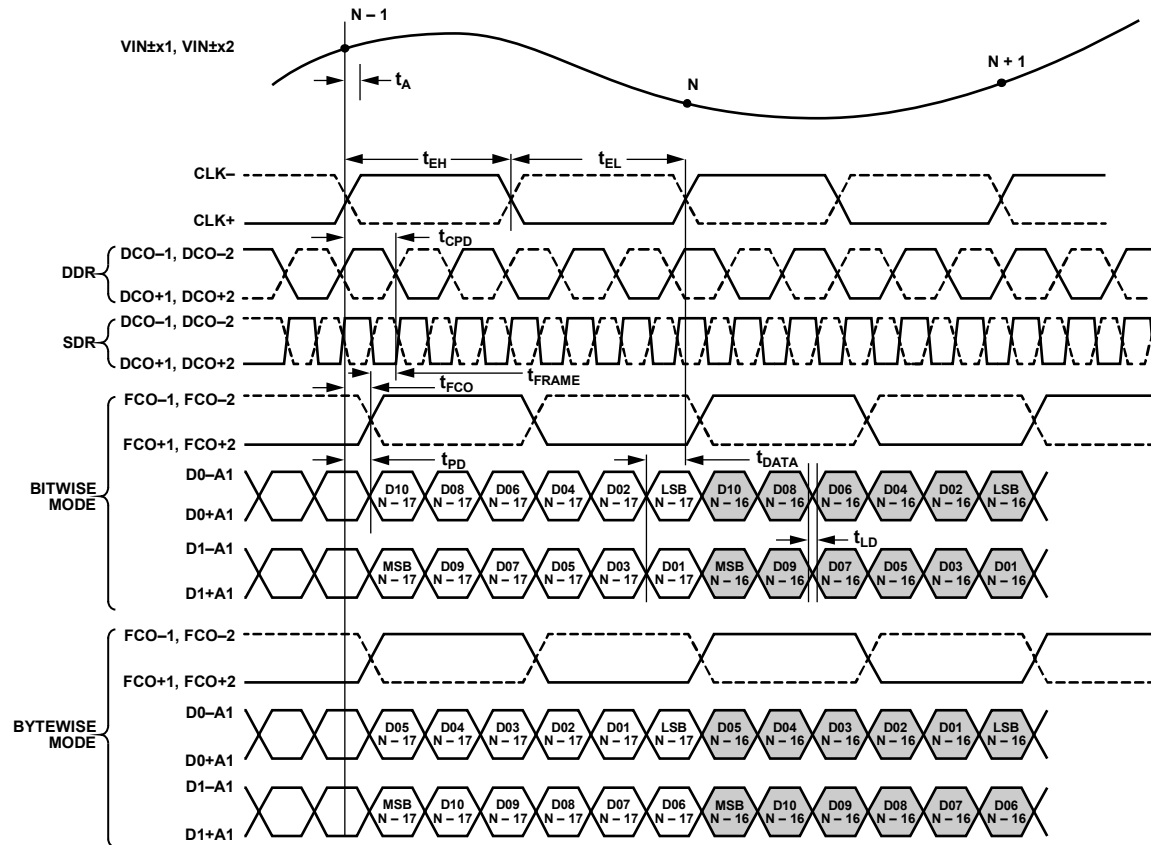 N – 1
VIN±x1, VIN±x2
tA
N
N + 1
tEH
tEL
CLK–
CLK+
tCPD
DDR
DCO–1, DCO–2
DCO+1, DCO+2
SDR
DCO–1, DCO–2
DCO+1, DCO+2
tFCO
tFRAME
BITWISE
MODE
FCO–1, FCO–2
FCO+1, FCO+2
tPD
tDATA
D0–A1
D10 D08 D06 D04 D02 LSB D10 D08 D06 D04 D02 LSB
N – 17 N – 17 N – 17 N – 17 N – 17 N – 17 N – 16 N – 16 N – 16 N – 16 N – 16 N – 16
D0+A1
tLD
D1–A1
MSB D09 D07 D05 D03 D01 MSB D09 D07 D05 D03 D01
N – 17 N – 17 N – 17 N – 17 N – 17 N – 17 N – 16 N – 16 N – 16 N – 16 N – 16 N – 16
D1+A1
BYTEWISE
MODE
FCO–1, FCO–2
FCO+1, FCO+2
D0–A1
D05 D04 D03 D02 D01 LSB D05 D04 D03 D02 D01 LSB
N – 17 N – 17 N – 17 N – 17 N – 17 N – 17 N – 16 N – 16 N – 16 N – 16 N – 16 N – 16
D0+A1
D1–A1
MSB D10 D09 D08 D07 D06 MSB D10 D09 D08 D07 D06
N – 17 N – 17 N – 17 N – 17 N – 17 N – 17 N – 16 N – 16 N – 16 N – 16 N – 16 N – 16
D1+A1